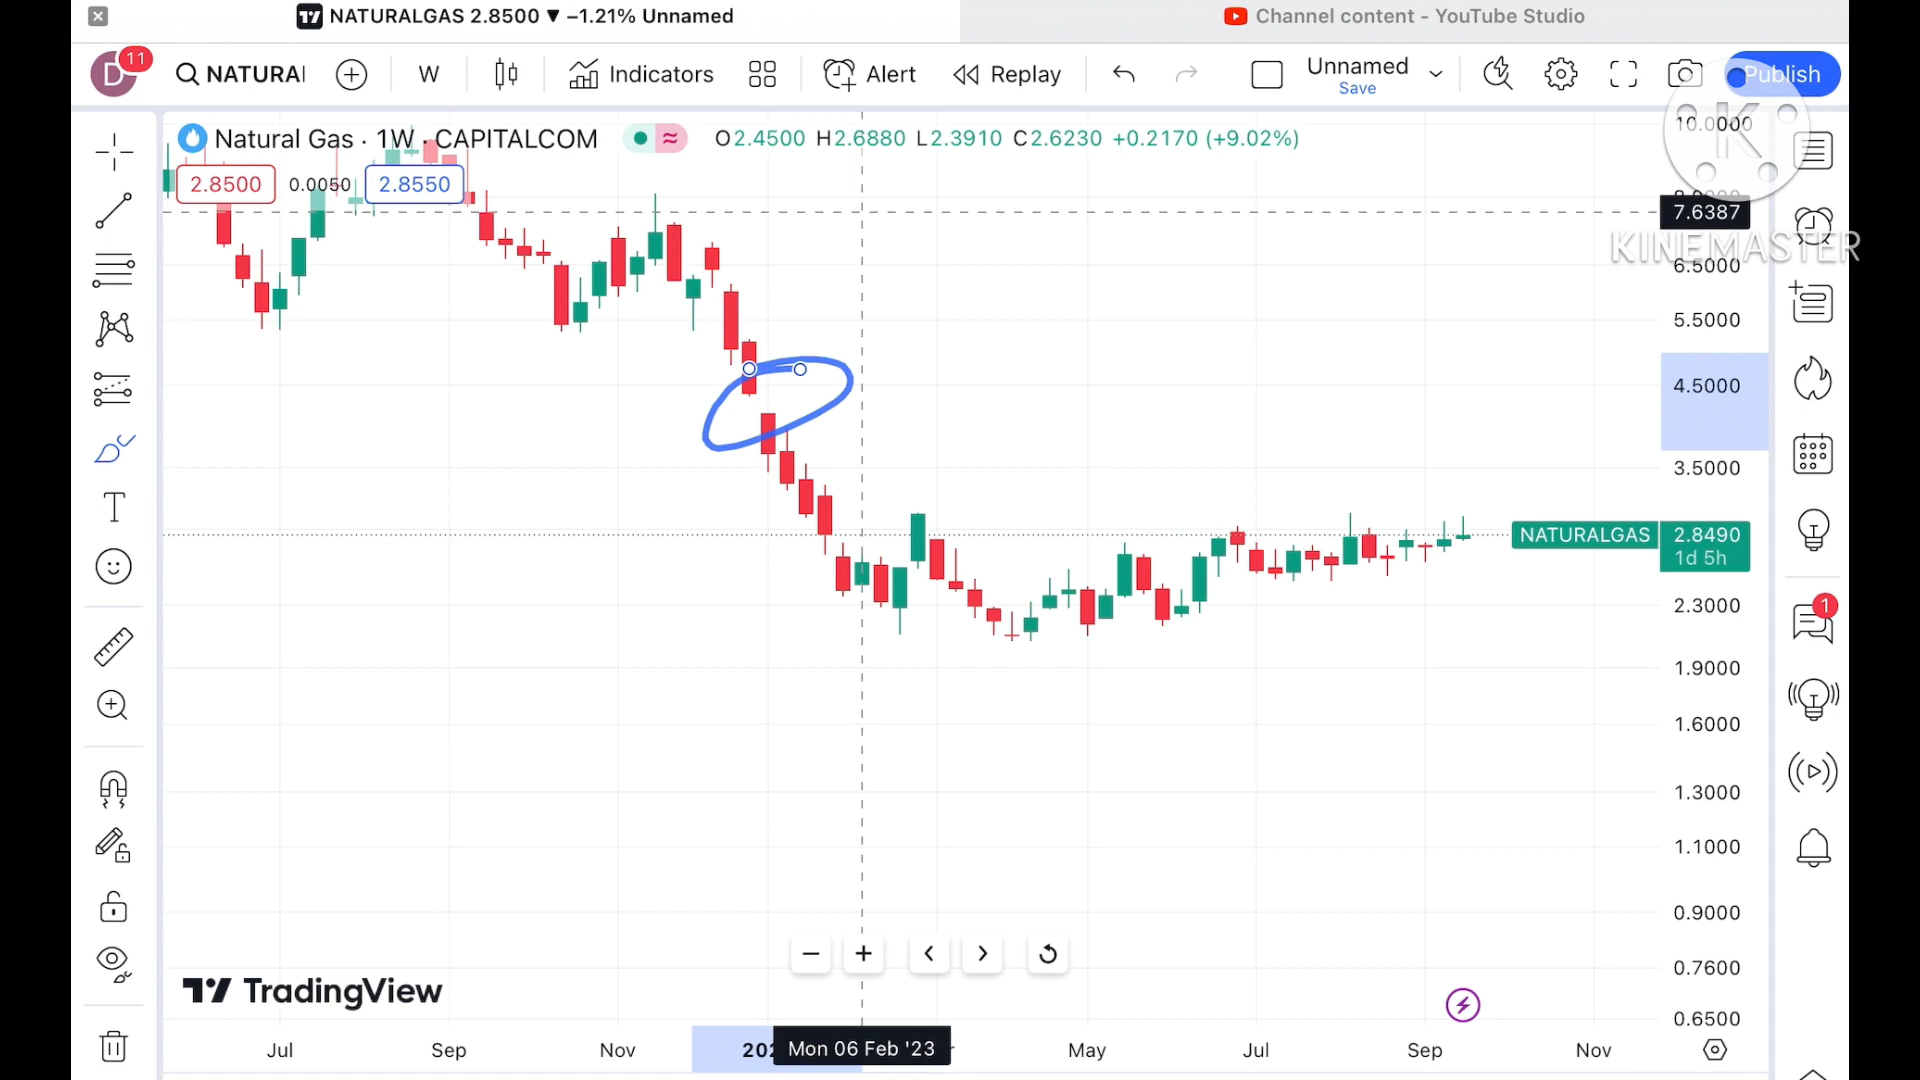 NATURALGAS 2.8500 ▼ −1.21% Unnamed
Channel content - YouTube Studio
D
11
NATURAL
W
Indicators
Alert
Replay
Unnamed
Save
Publish
Natural Gas · 1W · CAPITALCOM
O2.4500 H2.6880 L2.3910 C2.6230 +0.2170 (+9.02%)
2.8500
0.0050
2.8550
K
KINEMASTER
10.0000
7.6387
6.5000
5.5000
4.5000
3.5000
NATURALGAS
2.8490
1d 5h
2.3000
1.9000
1.6000
1.3000
1.1000
0.9000
0.7600
0.6500
1
TradingView
Jul
Sep
Nov
Mon 06 Feb '23
May
Jul
Sep
Nov